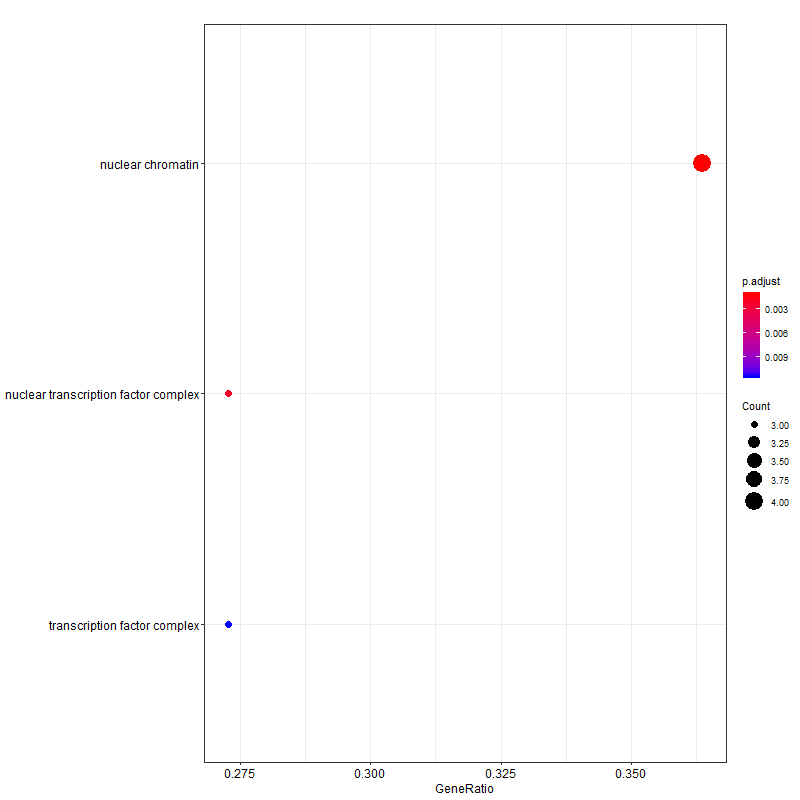 nuclear chromatin
nuclear transcription factor complex
transcription factor complex
0.275 0.300 0.325 0.350
GeneRatio
p.adjust
0.003
0.006
0.009
Count
3.00
3.25
3.50
3.75
4.00